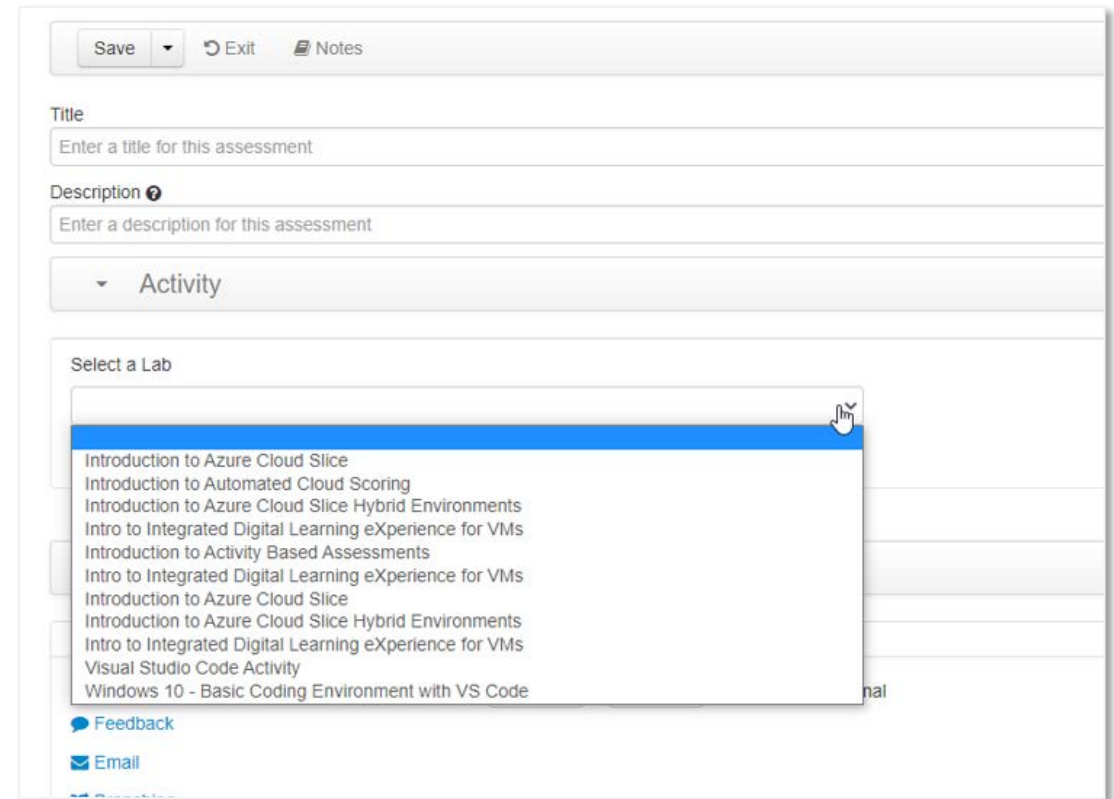 Save Exit Notes
Title
Enter a title for this assessment
Description
Enter a description for this assessment
Activity
Select a Lab
Introduction to Azure Cloud Slice
Introduction to Automated Cloud Scoring
Introduction to Azure Cloud Slice Hybrid Environments
Intro to Integrated Digital Learning eXperience for VMs
Introduction to Activity Based Assessments
Intro to Integrated Digital Learning eXperience for VMs
Introduction to Azure Cloud Slice
Introduction to Azure Cloud Slice Hybrid Environments
Intro to Integrated Digital Learning eXperience for VMs
Visual Studio Code Activity
Windows 10 - Basic Coding Environment with VS Code
nal
Feedback
Email